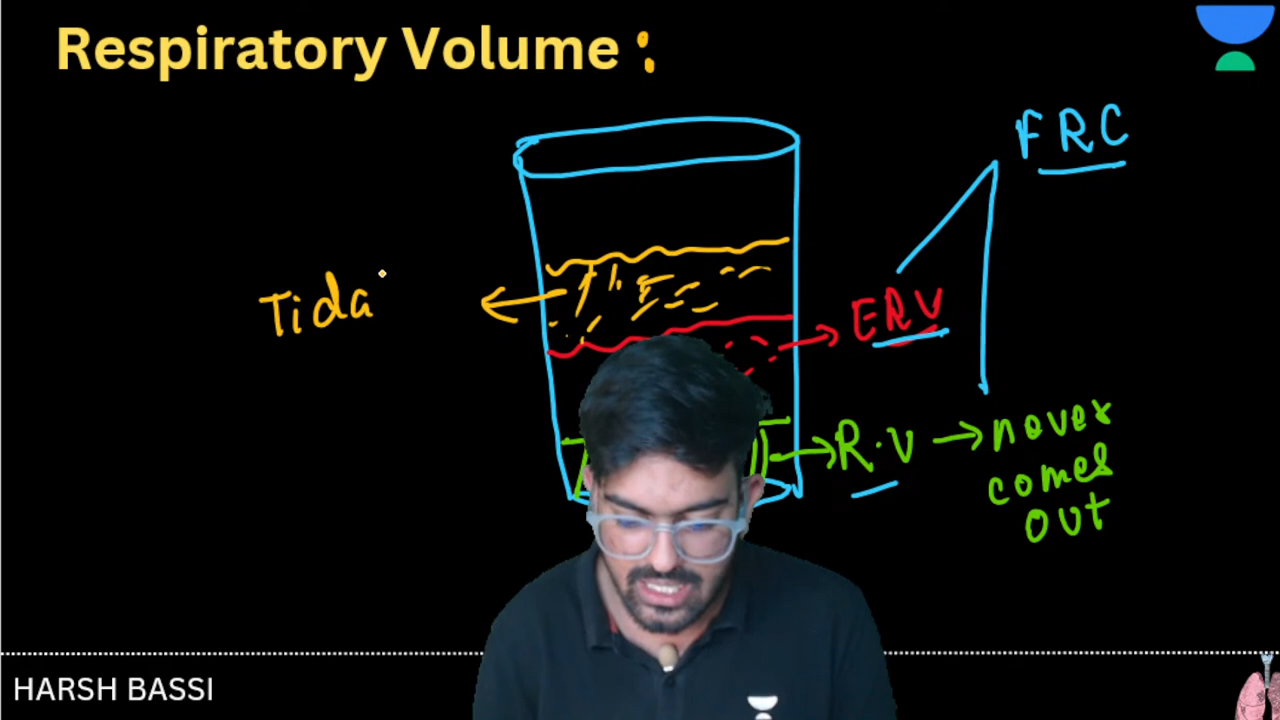 Respiratory Volume :
FRC
Tida
ERV
R.V → never
comes
out
HARSH BASSI